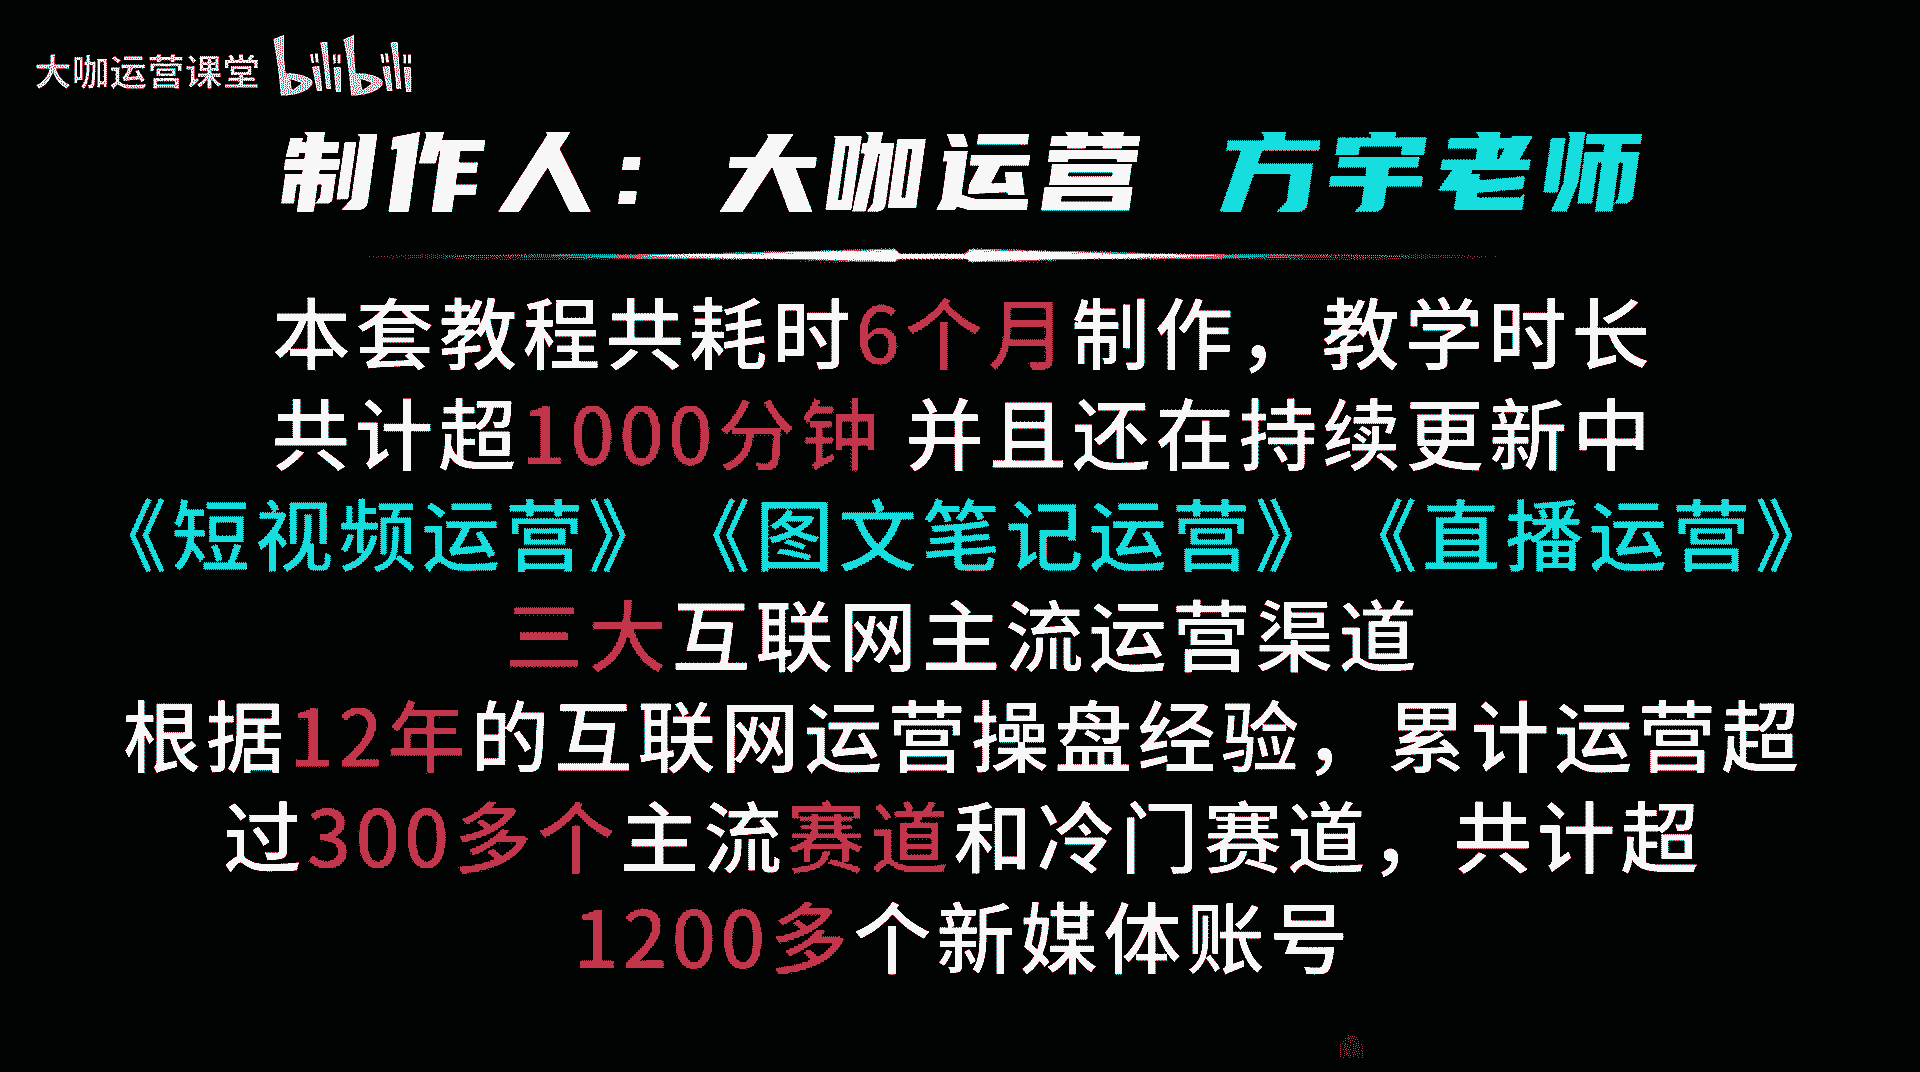 大咖运营课堂 bilibili
制作人：大咖运营 方宇老师
本套教程共耗时6个月制作，教学时长
共计超1000分钟 并且还在持续更新中
《短视频运营》《图文笔记运营》《直播运营》
三大互联网主流运营渠道
根据12年的互联网运营操盘经验，累计运营超
过300多个主流赛道和冷门赛道，共计超
1200多个新媒体账号